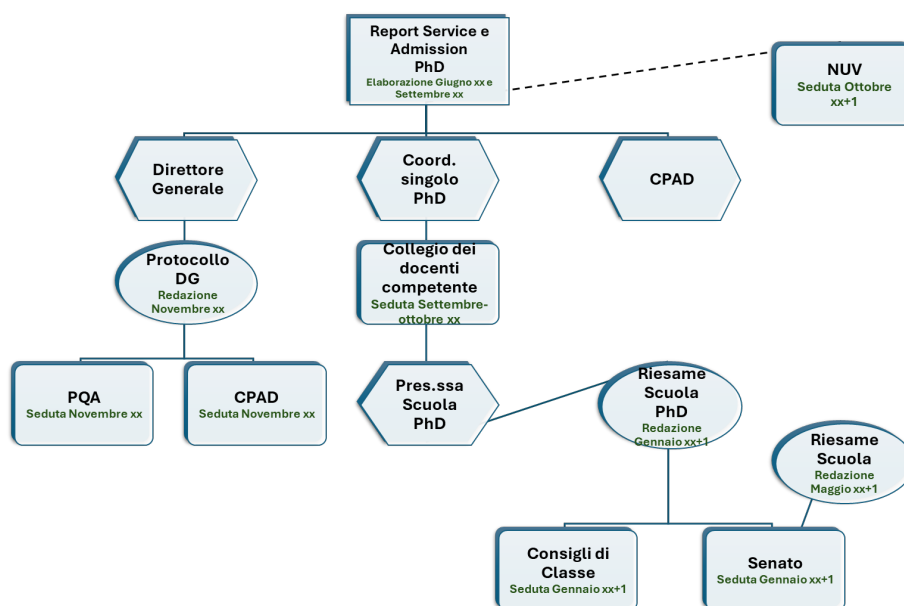 Report Service e
Admission
PhD
Elaborazione Giugno xx e
Settembre xx
NUV
Seduta Ottobre
xx+1
Direttore
Generale
Coord.
singolo
PhD
CPAD
Protocollo
DG
Redazione
Novembre xx
Collegio dei
docenti
competente
Seduta Settembre-
ottobre xx
PQA
Seduta Novembre xx
CPAD
Seduta Novembre xx
Pres.ssa
Scuola
PhD
Riesame
Scuola
PhD
Redazione
Gennaio xx+1
Riesame
Scuola
Redazione
Maggio xx+1
Consigli di
Classe
Seduta Gennaio xx+1
Senato
Seduta Gennaio xx+1